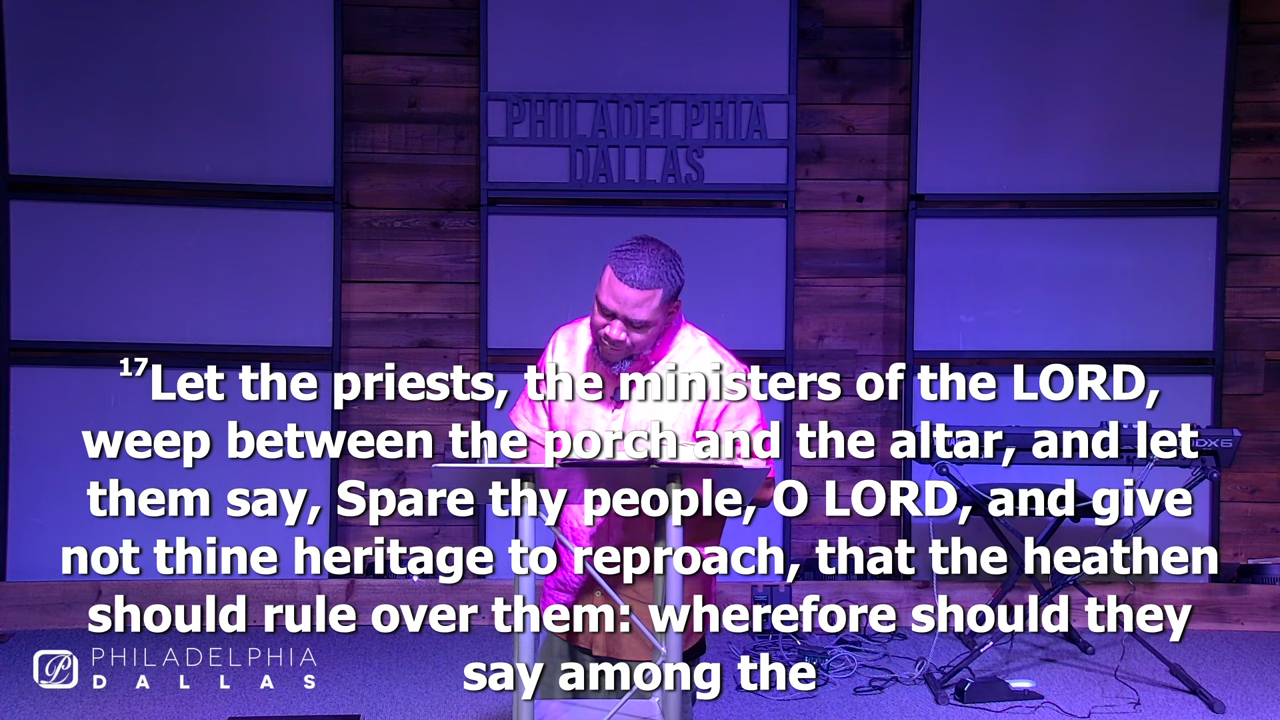 PHILADELPHIA
DALLAS
17Let the priests, the ministers of the LORD,
weep between the porch and the altar, and let
them say, Spare thy people, O LORD, and give
not thine heritage to reproach, that the heathen
should rule over them: wherefore should they
say among the
DX5
P PHILADELPHIA
DALLAS